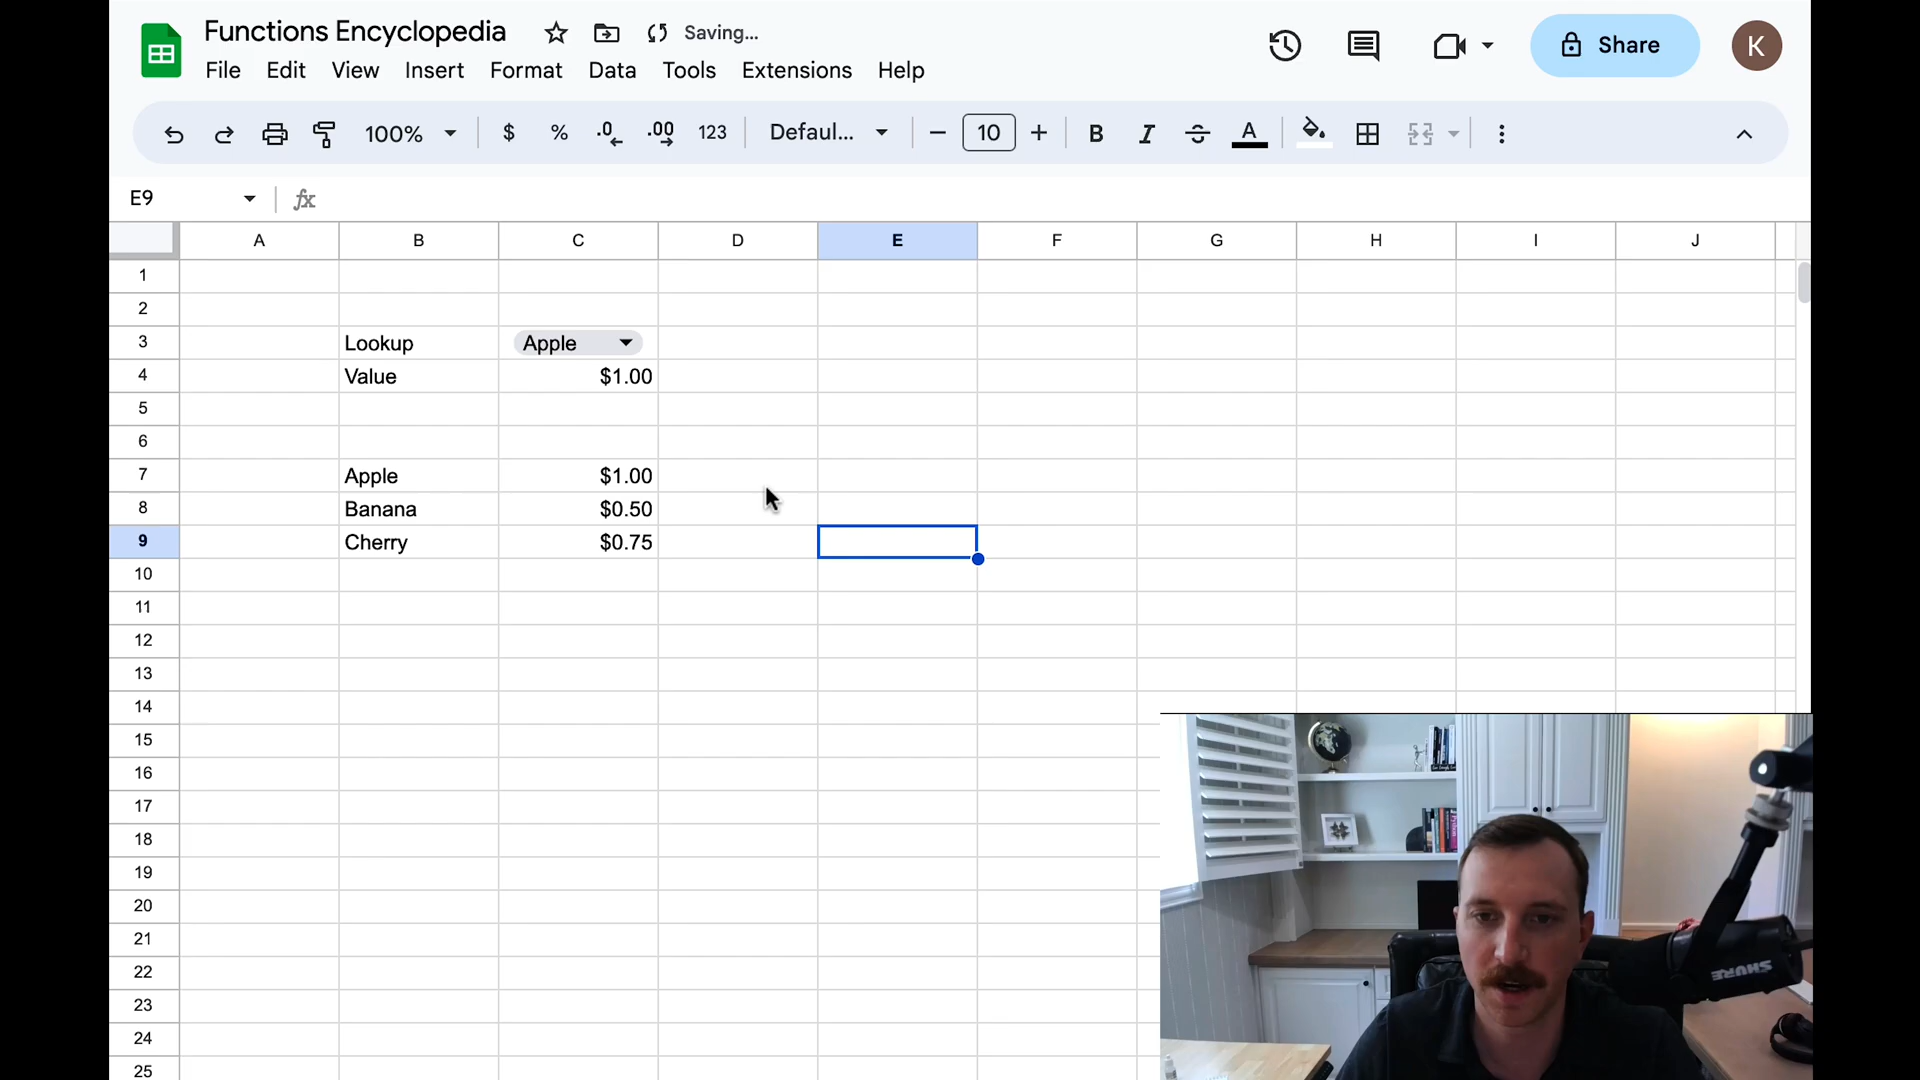 Functions Encyclopedia Saving...
File Edit View Insert Format Data Tools Extensions Help
Share
K
100% $ % .0 .00 123 Defaul... 10 B I A
E9 fx
A B C D E F G H I J
1
2
3 Lookup Apple
4 Value $1.00
5
6
7 Apple $1.00
8 Banana $0.50
9 Cherry $0.75
10
11
12
13
14
15
16
17
18
19
20
21
22
23
24
25
SHURE